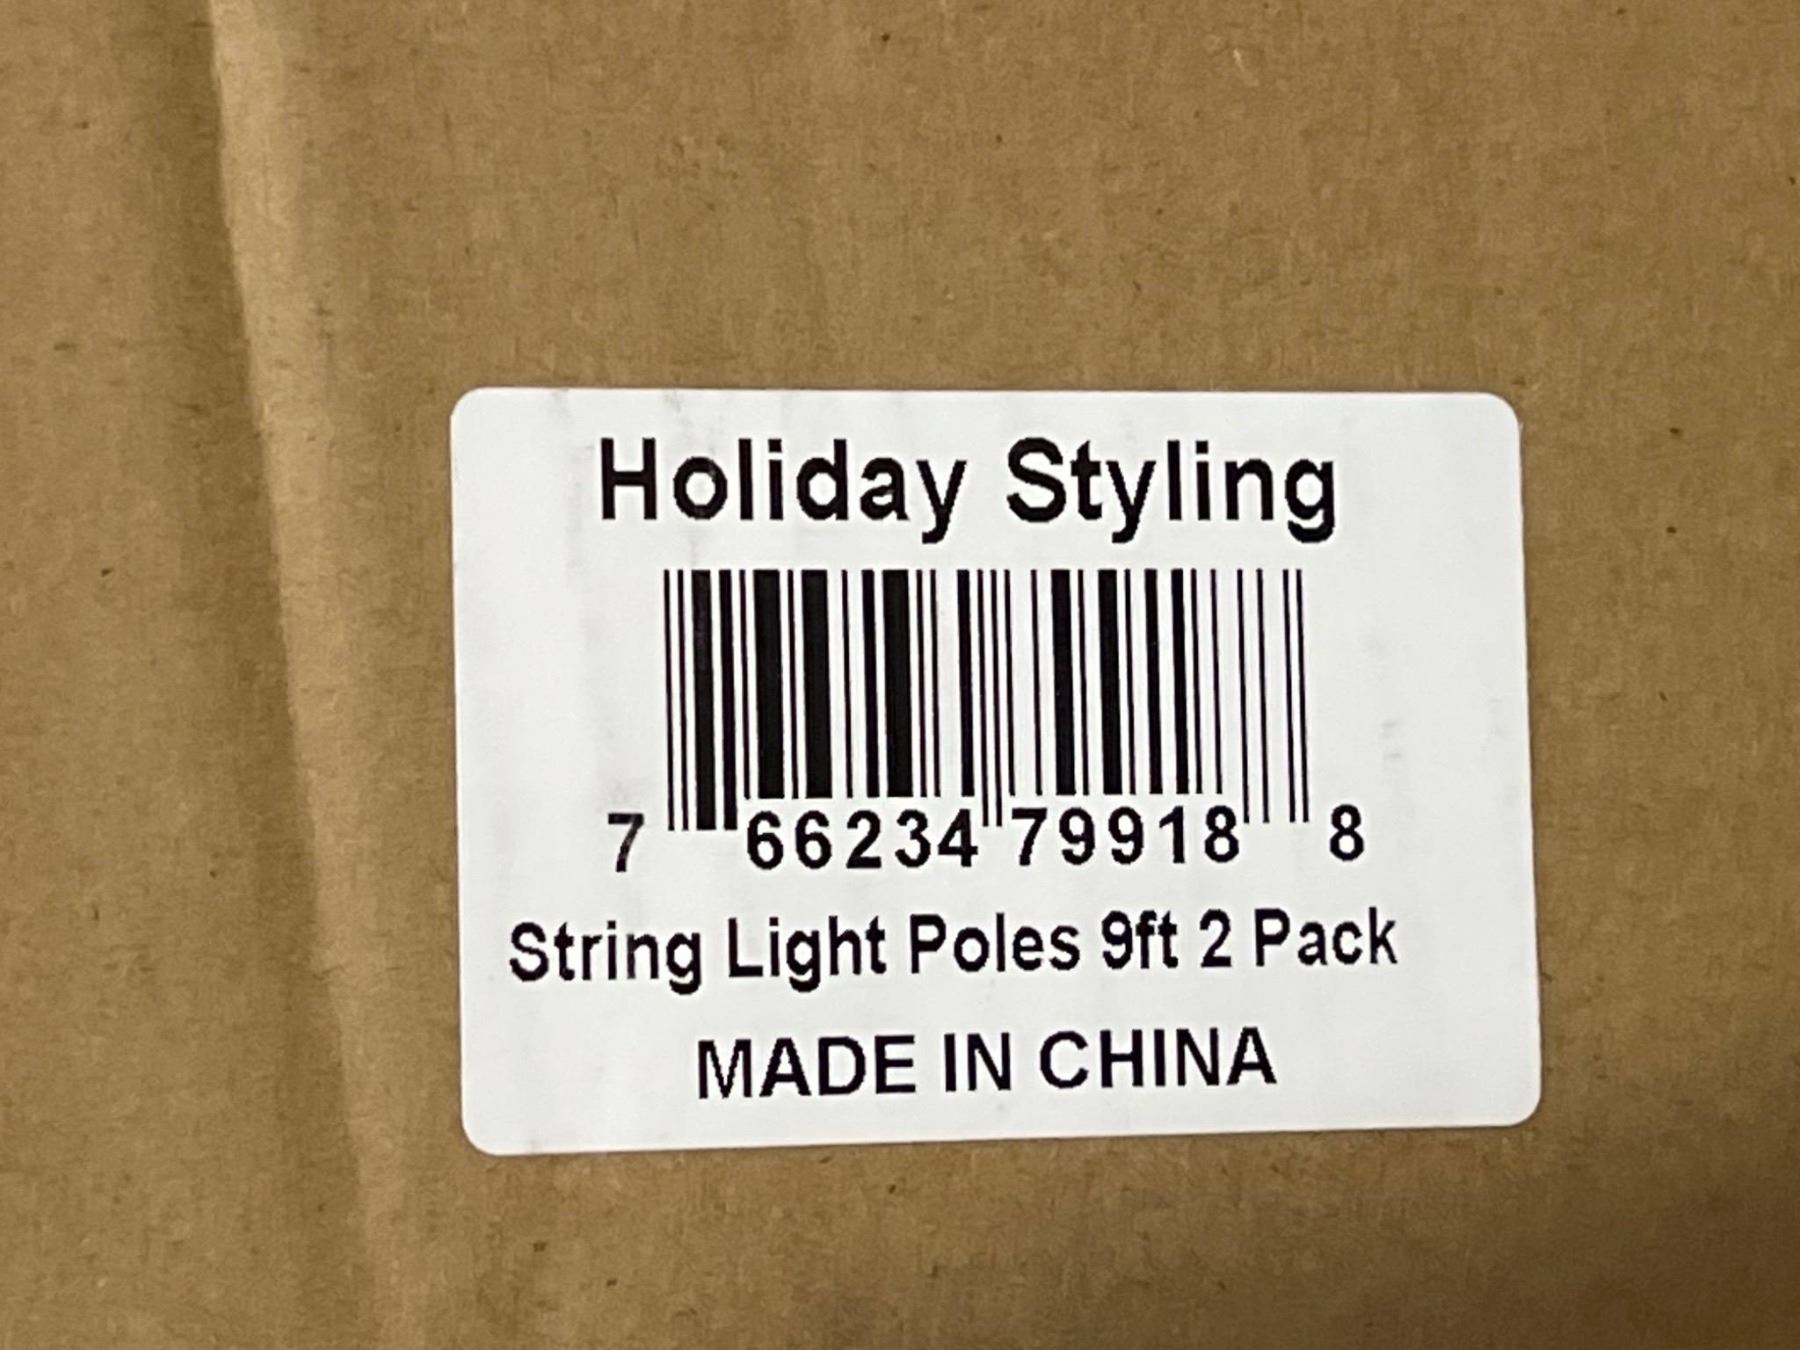 Holiday Styling
7 66234 79918 8
String Light Poles 9ft 2 Pack
MADE IN CHINA